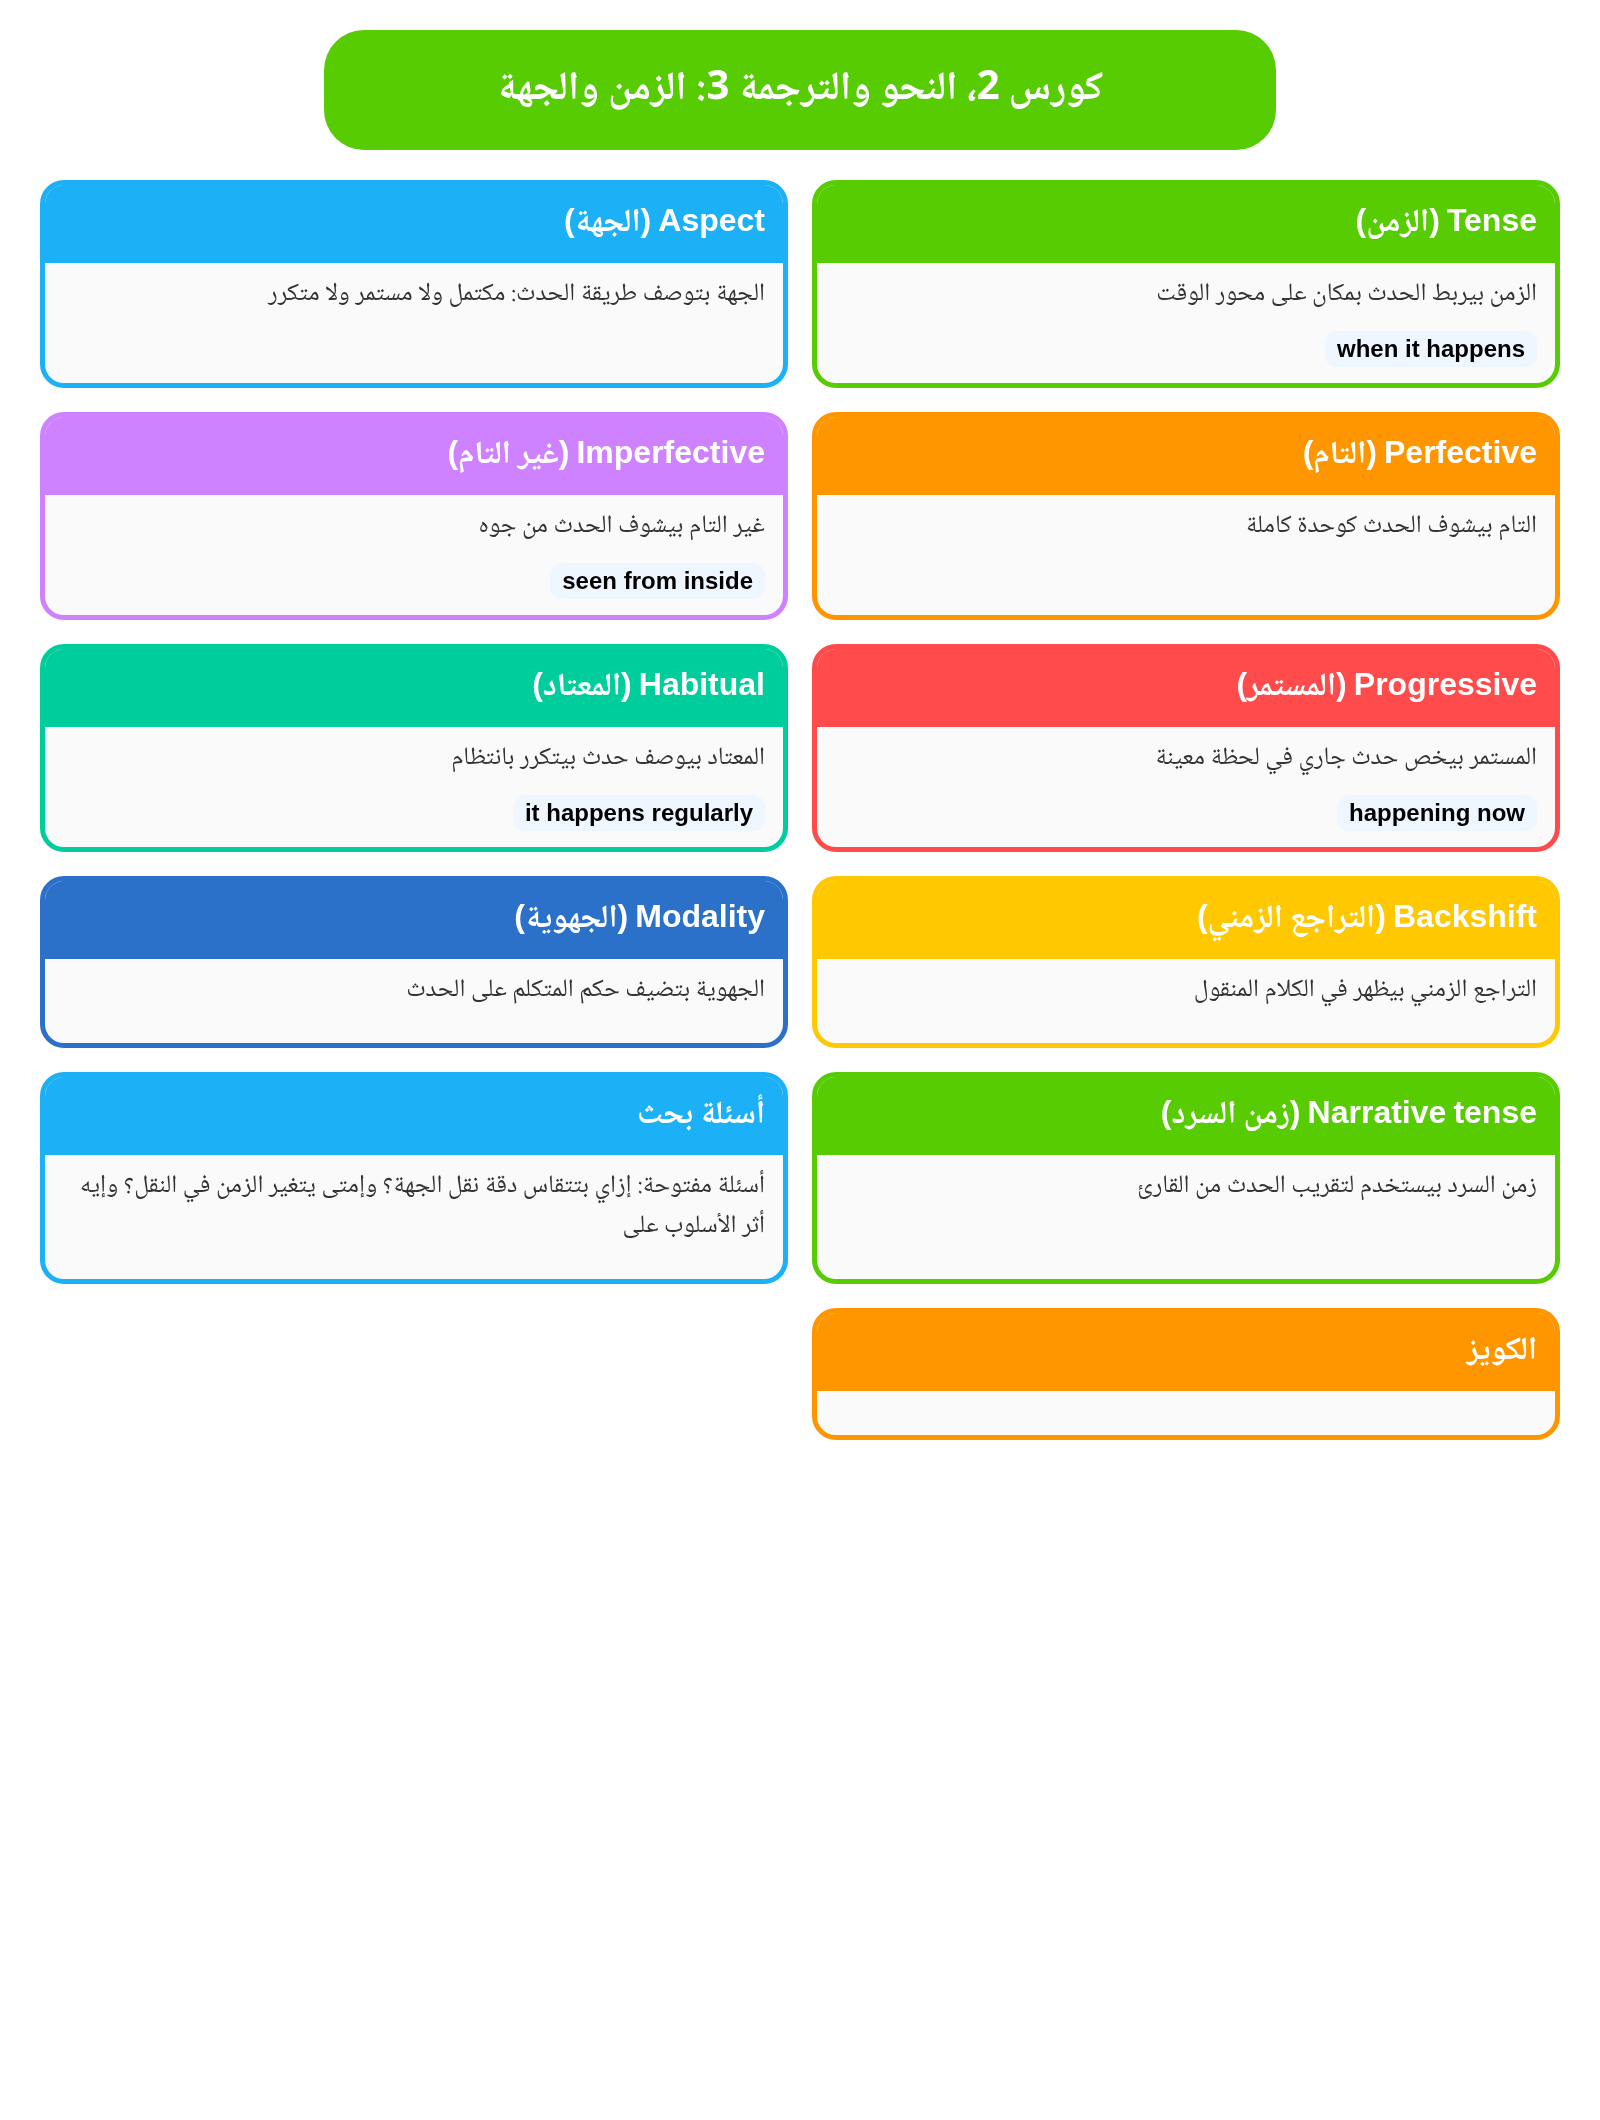 كورس 2، النحو والترجمة 3: الزمن والجهة
Tense (الزمن)
الزمن بيربط الحدث بمكان على محور الوقت
when it happens
Aspect (الجهة)
الجهة بتوصف طريقة الحدث: مكتمل ولا مستمر ولا متكرر
Perfective (التام)
التام بيشوف الحدث كوحدة كاملة
Imperfective (غير التام)
غير التام بيشوف الحدث من جوه
seen from inside
Progressive (المستمر)
المستمر بيخص حدث جاري في لحظة معينة
happening now
Habitual (المعتاد)
المعتاد بيوصف حدث بيتكرر بانتظام
it happens regularly
Backshift (التراجع الزمني)
التراجع الزمني بيظهر في الكلام المنقول
Modality (الجهوية)
الجهوية بتضيف حكم المتكلم على الحدث
Narrative tense (زمن السرد)
زمن السرد بيستخدم لتقريب الحدث من القارئ
أسئلة بحث
أسئلة مفتوحة: إزاي بتتقاس دقة نقل الجهة؟ وإمتى يتغير الزمن في النقل؟ وإيه
أثر الأسلوب على
الكويز